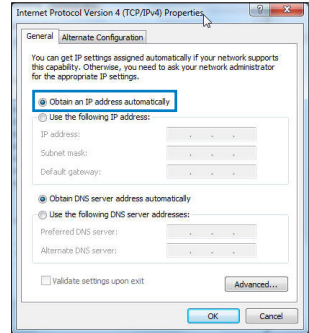 Internet Protocol Version 4 (TCP/IPv4) Properties
General
Alternate Configuration
You can get IP settings assigned automatically if your network supports
this capability. Otherwise, you need to ask your network administrator
for the appropriate IP settings.
Obtain an IP address automatically
Use the following IP address:
IP address:
Subnet mask:
Default gateway:
Obtain DNS server address automatically
Use the following DNS server addresses:
Preferred DNS server:
Alternate DNS server:
Validate settings upon exit
Advanced...
OK
Cancel